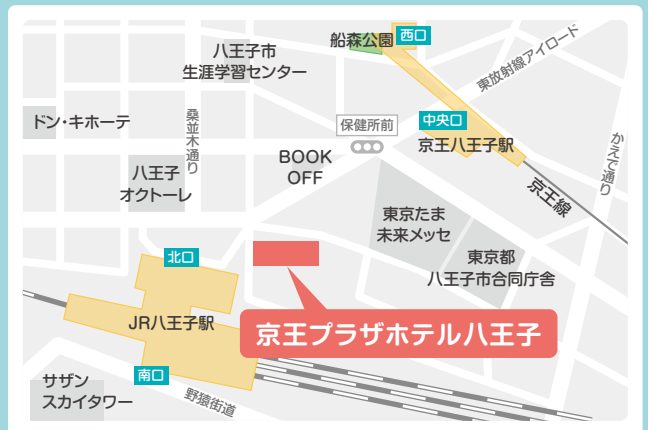 船森公園
西口
八王子市
生涯学習センター
東放射線アイロード
ドン・キホーテ
桑並木通り
保健所前
中央口
京王八王子駅
かえで通り
BOOK
OFF
八王子
オクトーレ
京王線
東京たま
未来メッセ
東京都
八王子市合同庁舎
北口
JR八王子駅
京王プラザホテル八王子
南口
サザン
スカイタワー
野猿街道